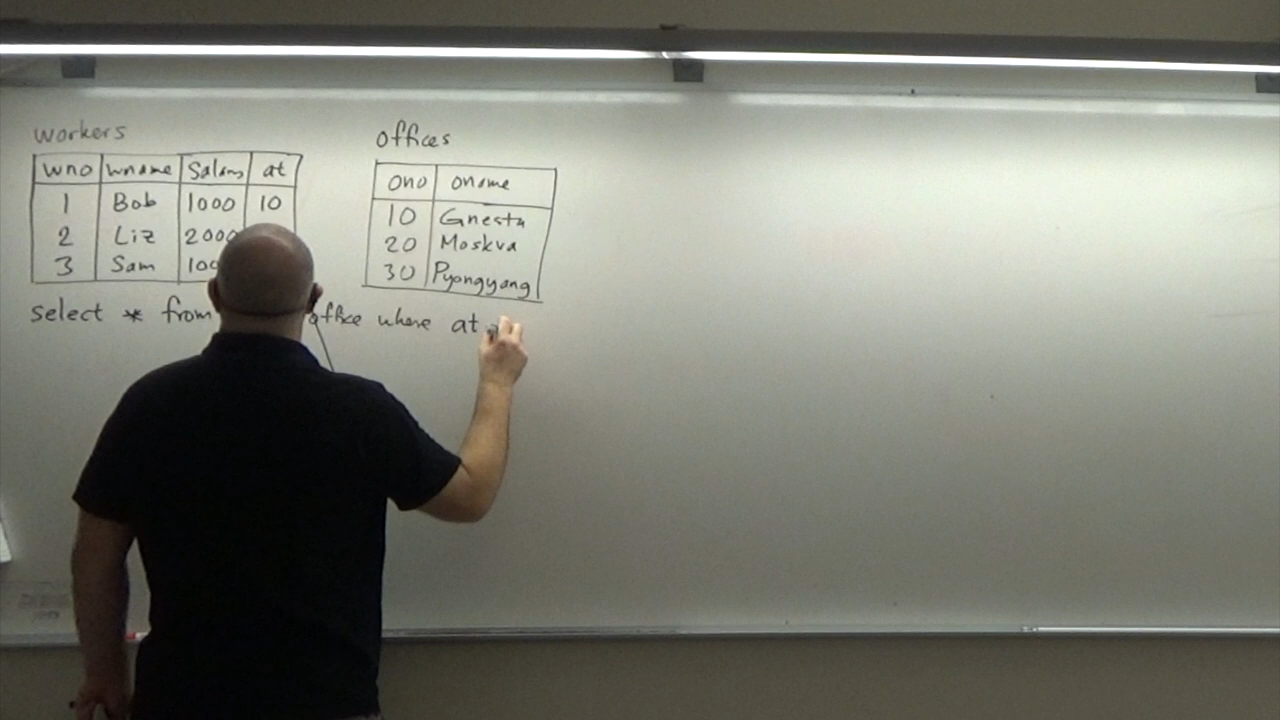 workers
wno wname Salary at
1 Bob 1000 10
2 Liz 2000
3 Sam
offices
ono oname
10 Gnesta
20 Moskva
30 Pyongyang
select * from office where at